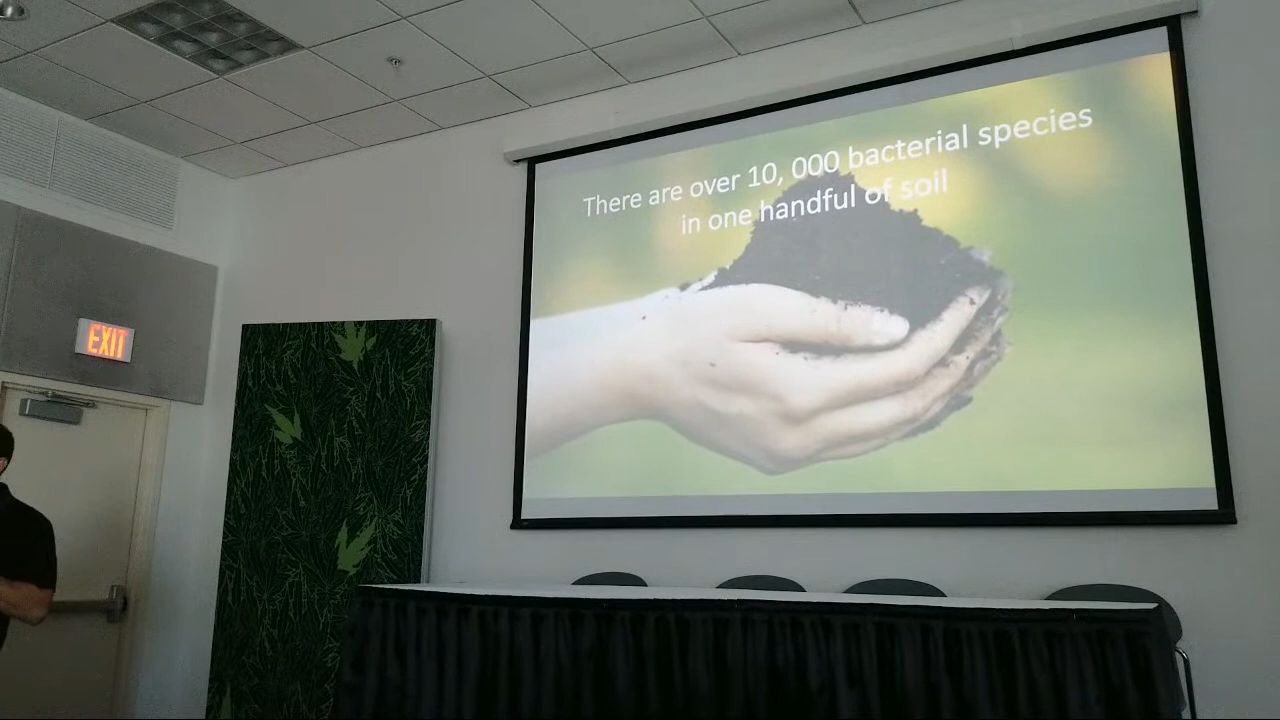 There are over 10, 000 bacterial species
in one handful of soil
EXIT